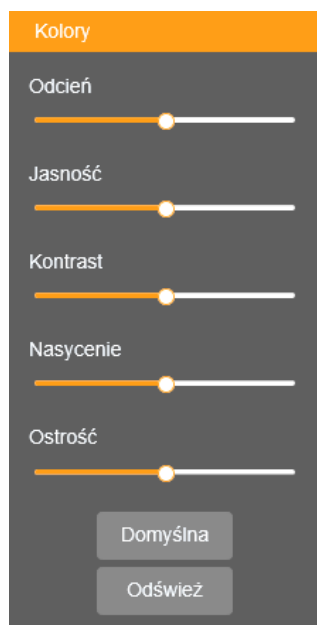 Kolory
Odcień
Jasność
Kontrast
Nasycenie
Ostrość
Domyślna
Odśwież